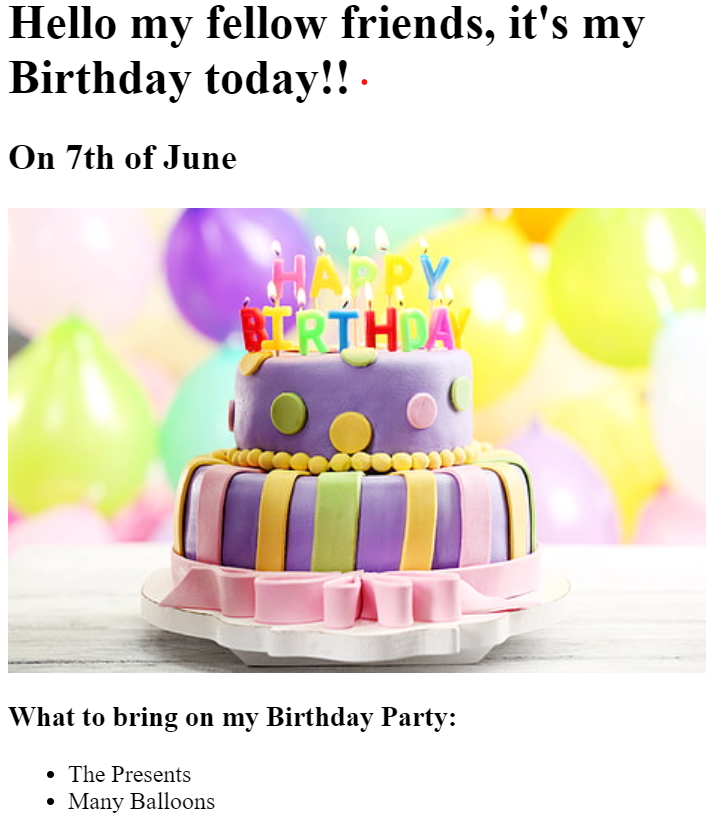 Hello my fellow friends, it's my
Birthday today!!
On 7th of June
HAPPY
BIRTHDAY
What to bring on my Birthday Party:
• The Presents
• Many Balloons